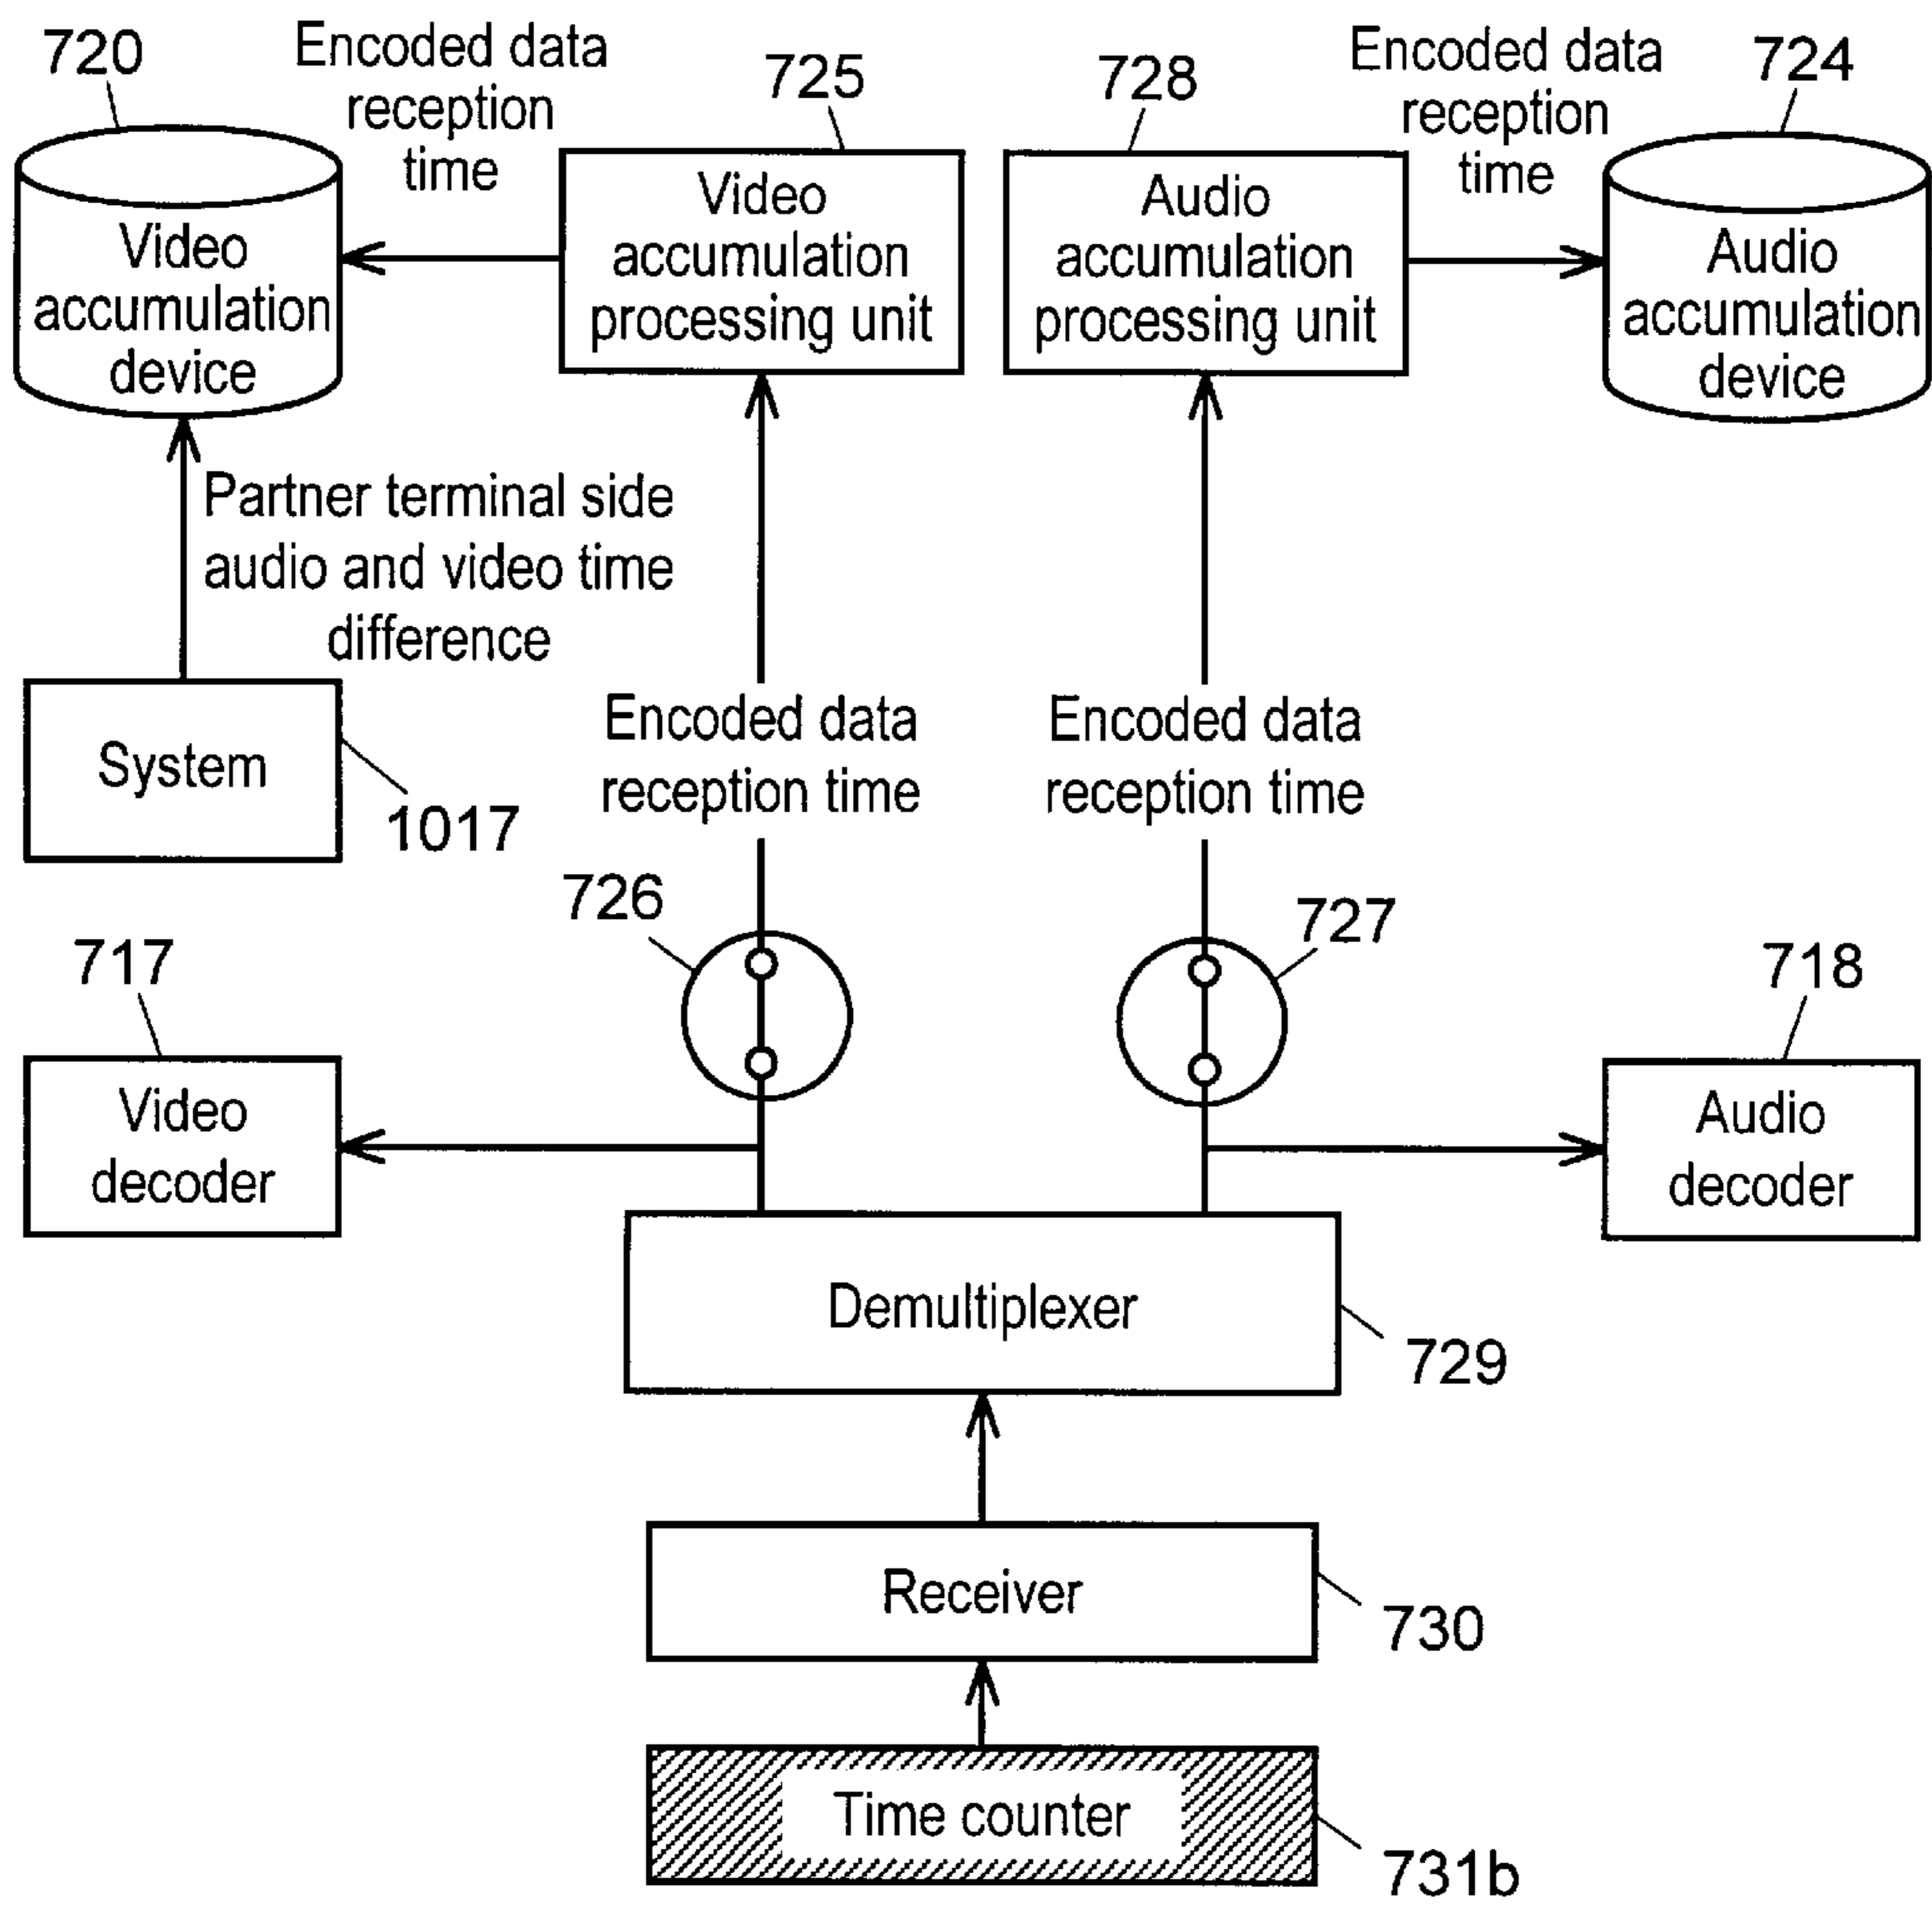 720
Encoded data
reception
time
725
728
Encoded data
reception
time
724
Video
accumulation
device
Video
accumulation
processing unit
Audio
accumulation
processing unit
Audio
accumulation
device
Partner terminal side
audio and video time
difference
System
1017
Encoded data
reception time
Encoded data
reception time
726
727
717
718
Video
decoder
Audio
decoder
Demultiplexer
729
Receiver
730
Time counter
731b